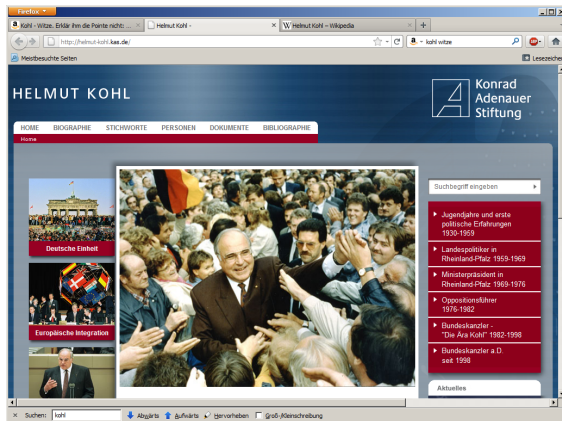 Firefox
Kohl - Witze, Erklär ihm die Pointe nicht: ...
Helmut Kohl -
Helmut Kohl – Wikipedia
http://helmut-kohl.kas.de/
kohl witze
Meistbesuchte Seiten
Lesezeichen
HELMUT KOHL
Konrad
Adenauer
Stiftung
HOME BIOGRAPHIE STICHWORTE PERSONEN DOKUMENTE BIBLIOGRAPHIE
Home
Suchbegriff eingeben
Deutsche Einheit
Europäische Integration
Jugendjahre und erste
politische Erfahrungen
1930-1959
Landespolitiker in
Rheinland-Pfalz 1959-1969
Ministerpräsident in
Rheinland-Pfalz 1969-1976
Oppositionsführer
1976-1982
Bundeskanzler -
"Die Ära Kohl" 1982-1998
Bundeskanzler a.D.
seit 1998
Aktuelles
Suchen: kohl Abwärts Aufwärts Hervorheben Groß-/Kleinschreibung